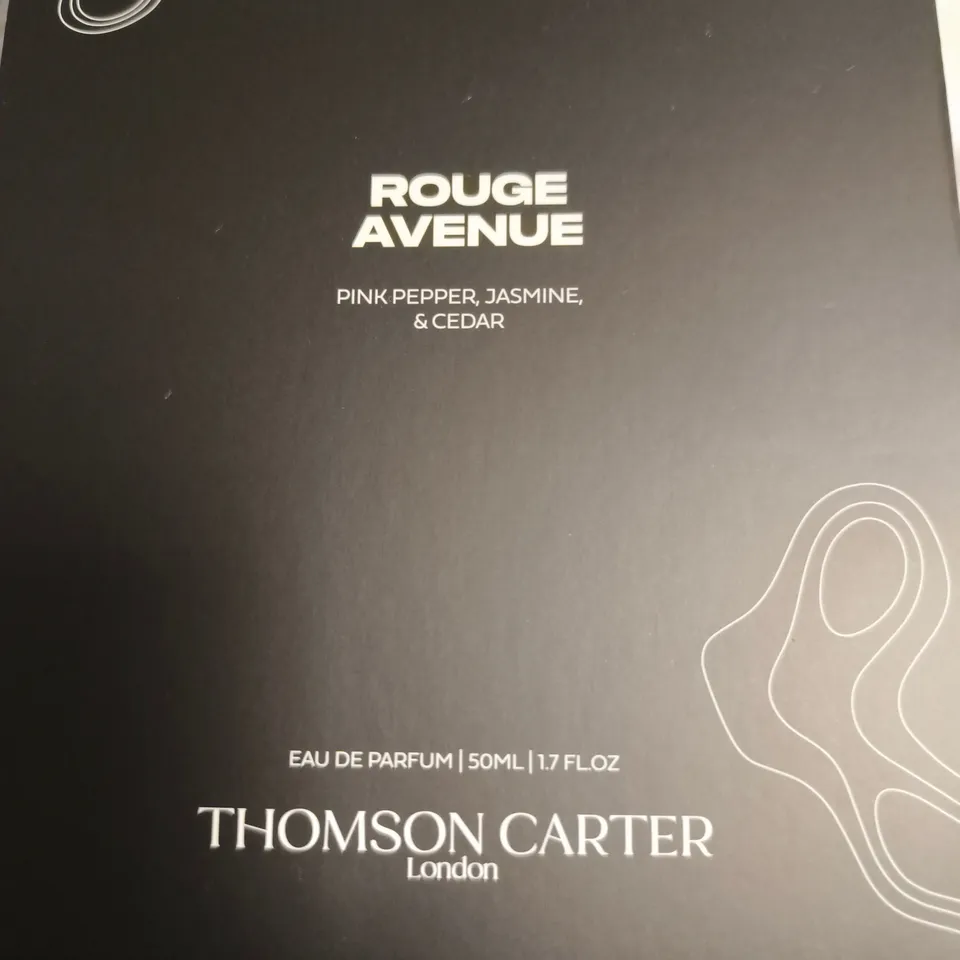 ROUGE
AVENUE
PINK PEPPER, JASMINE,
& CEDAR
EAU DE PARFUM | 50ML | 1.7 FL.OZ
THOMSON CARTER
London